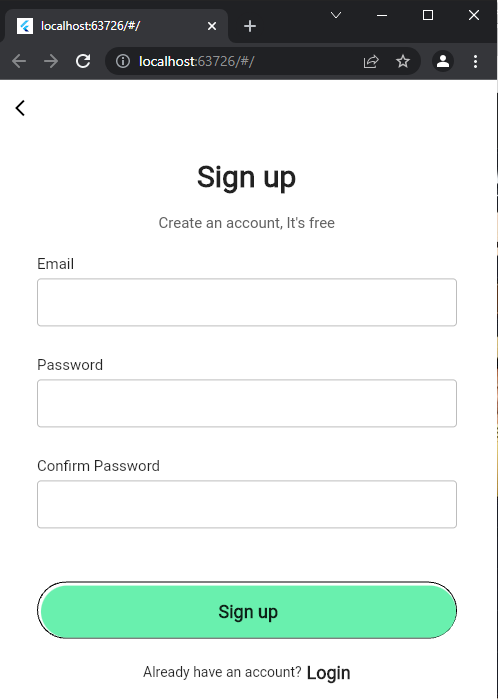 localhost:63726/#/
localhost:63726/#/
Sign up
Create an account, It's free
Email
Password
Confirm Password
Sign up
Already have an account? Login